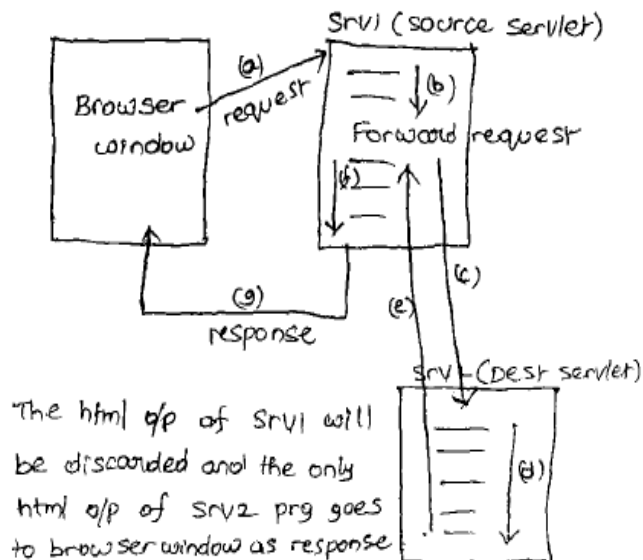 Srv1 (source servlet)
(a)
request
Browser
window
(b)
Forward request
(f)
(c)
(e)
(g)
response
(Dest servlet)
(d)
The html o/p of Srv1 will
be discarded and the only
html o/p of srv2 prg goes
to browser window as response